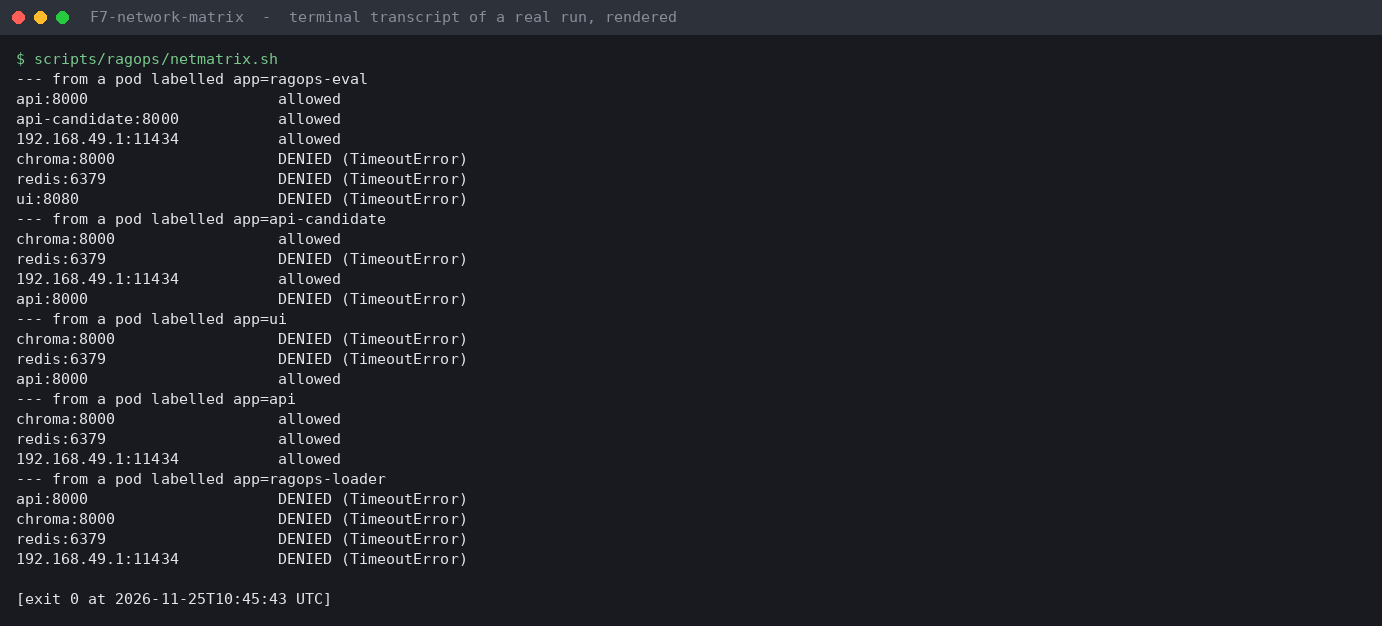 F7-network-matrix  -  terminal transcript of a real run, rendered
$ scripts/ragops/netmatrix.sh
--- from a pod labelled app=ragops-eval
api:8000                     allowed
api-candidate:8000           allowed
192.168.49.1:11434           allowed
chroma:8000                  DENIED (TimeoutError)
redis:6379                   DENIED (TimeoutError)
ui:8080                      DENIED (TimeoutError)
--- from a pod labelled app=api-candidate
chroma:8000                  allowed
redis:6379                   DENIED (TimeoutError)
192.168.49.1:11434           allowed
api:8000                     DENIED (TimeoutError)
--- from a pod labelled app=ui
chroma:8000                  DENIED (TimeoutError)
redis:6379                   DENIED (TimeoutError)
api:8000                     allowed
--- from a pod labelled app=api
chroma:8000                  allowed
redis:6379                   allowed
192.168.49.1:11434           allowed
--- from a pod labelled app=ragops-loader
api:8000                     DENIED (TimeoutError)
chroma:8000                  DENIED (TimeoutError)
redis:6379                   DENIED (TimeoutError)
192.168.49.1:11434           DENIED (TimeoutError)
[exit 0 at 2026-11-25T10:45:43 UTC]